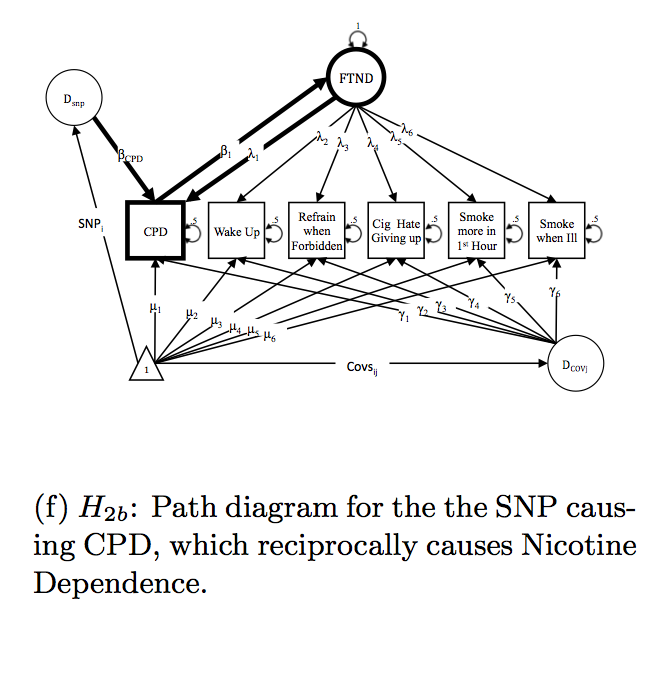 1
FTND
D snp
βCPD
β1
λ1
λ2
λ3
λ4
λ5
λ6
SNPi
CPD
.5
Wake Up
.5
Refrain
when
Forbidden
.5
Cig Hate
Giving up
.5
Smoke
more in
1st Hour
.5
Smoke
when Ill
.5
μ1
μ2
μ3
μ4
μ5
μ6
γ1
γ2
γ3
γ4
γ5
γ6
1
Covsij
DCOVj
(f) H2b: Path diagram for the the SNP caus-
ing CPD, which reciprocally causes Nicotine
Dependence.